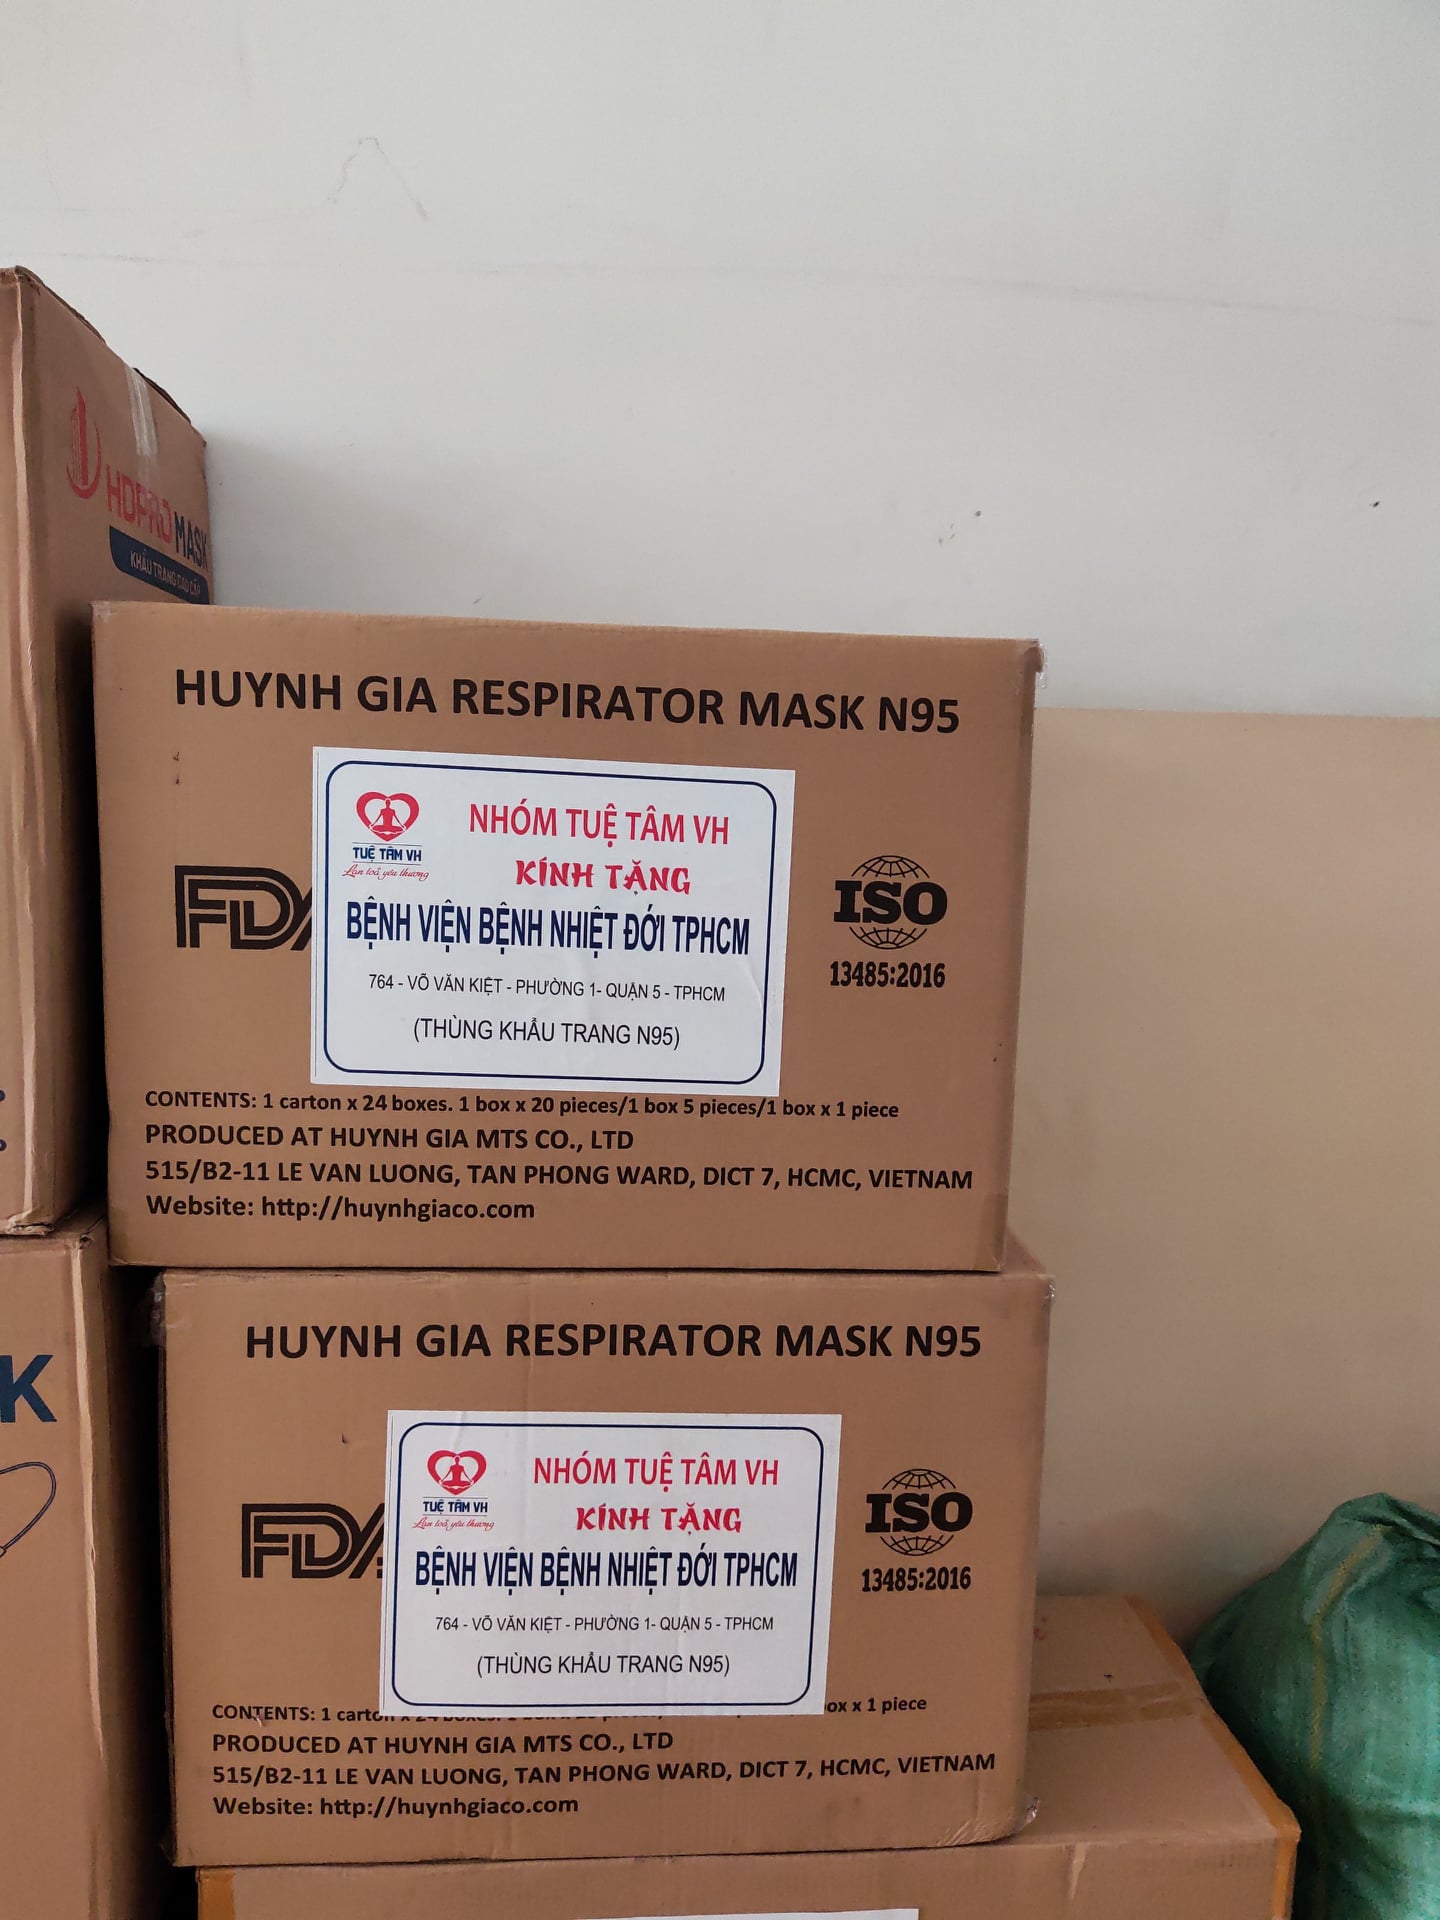 HDPRO MASK
KHẨU TRANG CAO CẤP
HUYNH GIA RESPIRATOR MASK N95
TUỆ TÂM VH
Lan toả yêu thương
NHÓM TUỆ TÂM VH
KÍNH TẶNG
BỆNH VIỆN BỆNH NHIỆT ĐỚI TPHCM
764 - VÕ VĂN KIỆT - PHƯỜNG 1- QUẬN 5 - TPHCM
(THÙNG KHẨU TRANG N95)
FDA
ISO
13485:2016
CONTENTS: 1 carton x 24 boxes. 1 box x 20 pieces/1 box 5 pieces/1 box x 1 piece
PRODUCED AT HUYNH GIA MTS CO., LTD
515/B2-11 LE VAN LUONG, TAN PHONG WARD, DICT 7, HCMC, VIETNAM
Website: http://huynhgiaco.com
K
HUYNH GIA RESPIRATOR MASK N95
TUỆ TÂM VH
Lan toả yêu thương
NHÓM TUỆ TÂM VH
KÍNH TẶNG
BỆNH VIỆN BỆNH NHIỆT ĐỚI TPHCM
764 - VÕ VĂN KIỆT - PHƯỜNG 1- QUẬN 5 - TPHCM
(THÙNG KHẨU TRANG N95)
FDA
ISO
13485:2016
CONTENTS: 1 carton ox x 1 piece
PRODUCED AT HUYNH GIA MTS CO., LTD
515/B2-11 LE VAN LUONG, TAN PHONG WARD, DICT 7, HCMC, VIETNAM
Website: http://huynhgiaco.com